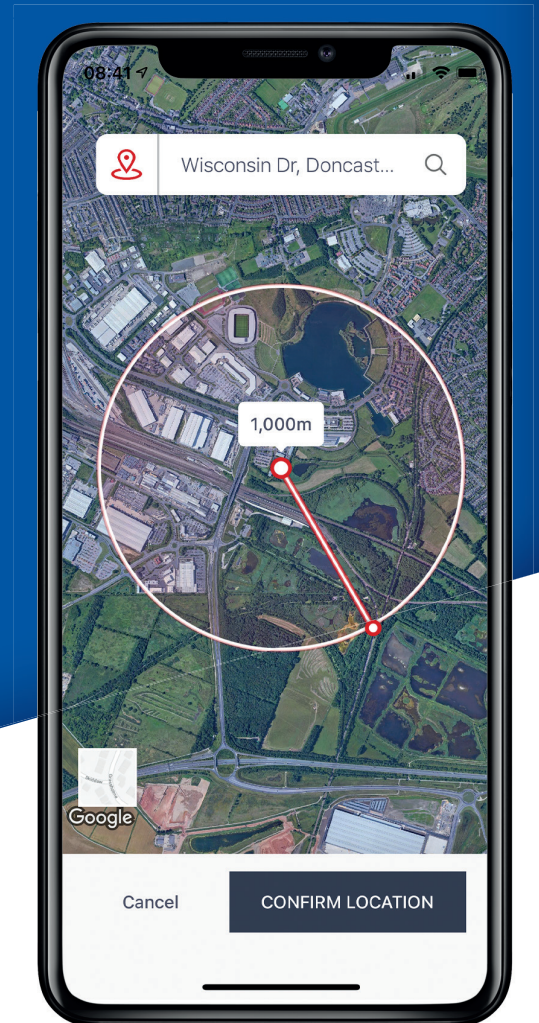 08:41
Wisconsin Dr, Doncast...
1,000m
Google
Cancel
CONFIRM LOCATION